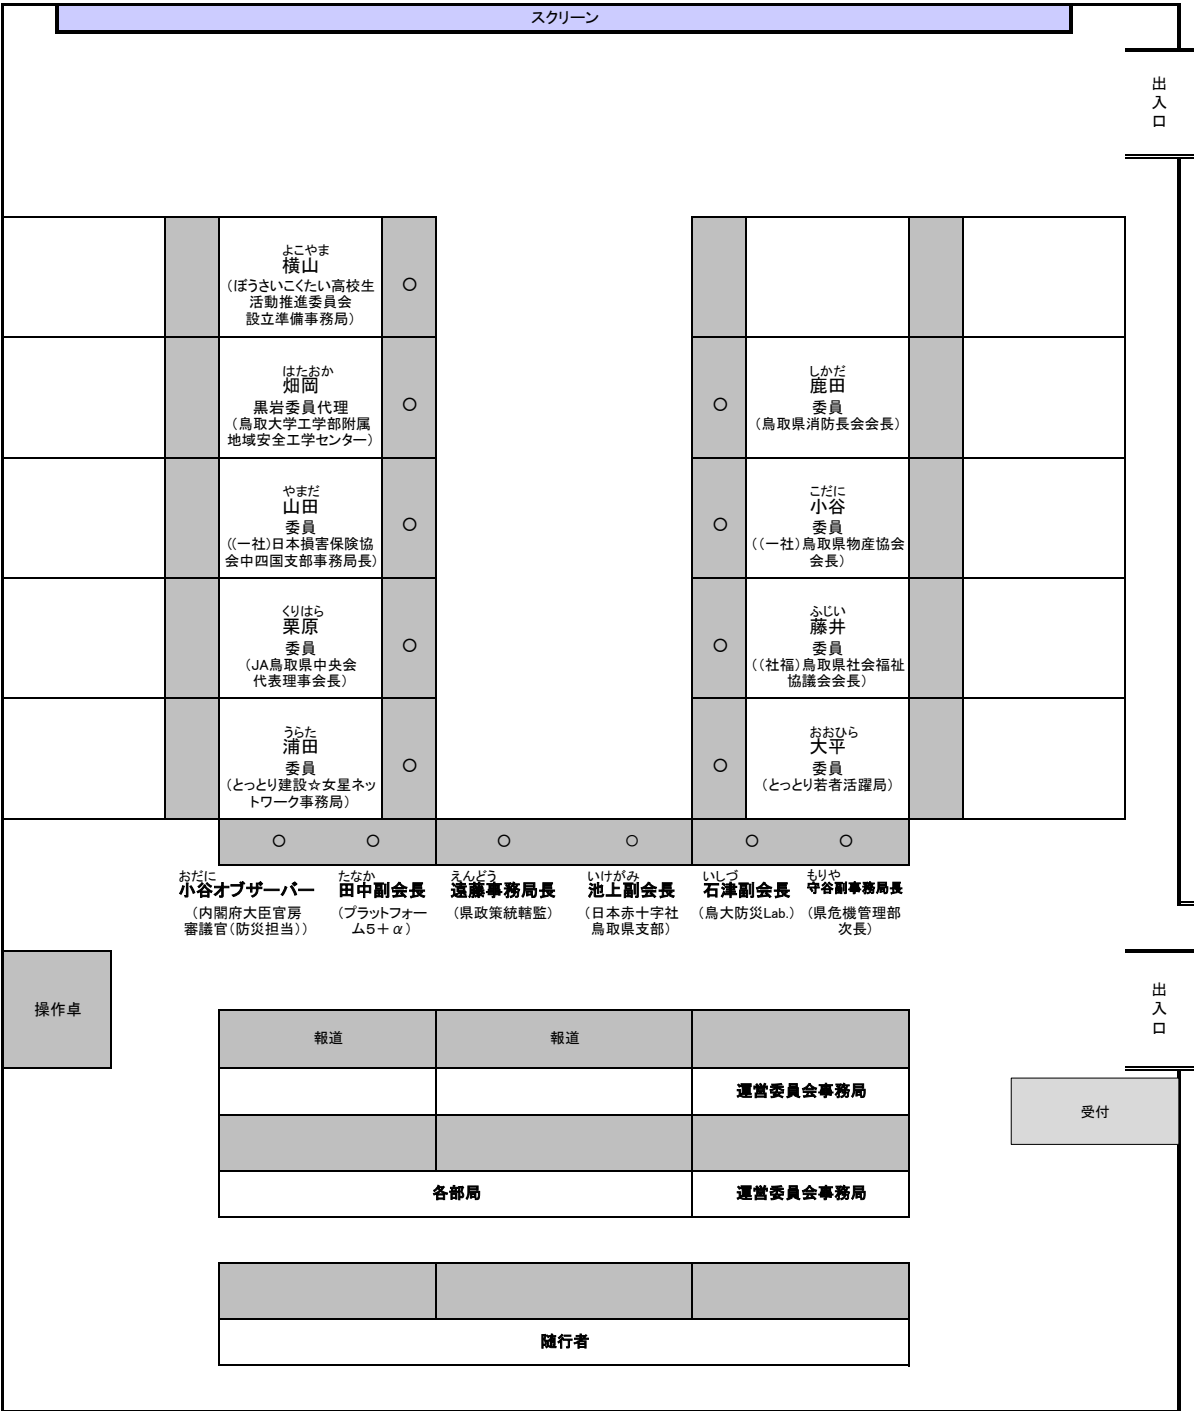 スクリーン
出入口
よこやま
横山
（ぼうさいこくたい高校生
活動推進委員会
設立準備事務局）
○
はたおか
畑岡
黒岩委員代理
（鳥取大学工学部附属
地域安全工学センター）
○
○
しかだ
鹿田
委員
（鳥取県消防長会会長）
やまだ
山田
委員
（(一社)日本損害保険協
会中四国支部事務局長）
○
○
こだに
小谷
委員
（(一社)鳥取県物産協会
会長）
くりはら
栗原
委員
（JA鳥取県中央会
代表理事会長）
○
○
ふじい
藤井
委員
（(社福)鳥取県社会福祉
協議会会長）
うらた
浦田
委員
（とっとり建設☆女星ネッ
トワーク事務局）
○
○
おおひら
大平
委員
（とっとり若者活躍局）
○ ○ ○ ○ ○ ○
おだに
小谷オブザーバー
（内閣府大臣官房
審議官(防災担当)）
たなか
田中副会長
（プラットフォー
ム5＋α）
えんどう
遠藤事務局長
（県政策統轄監）
いけがみ
池上副会長
（日本赤十字社
鳥取県支部）
いしづ
石津副会長
（鳥大防災Lab.）
もりや
守谷副事務局長
（県危機管理部
次長）
操作卓
出入口
報道
報道
運営委員会事務局
受付
各部局
運営委員会事務局
随行者